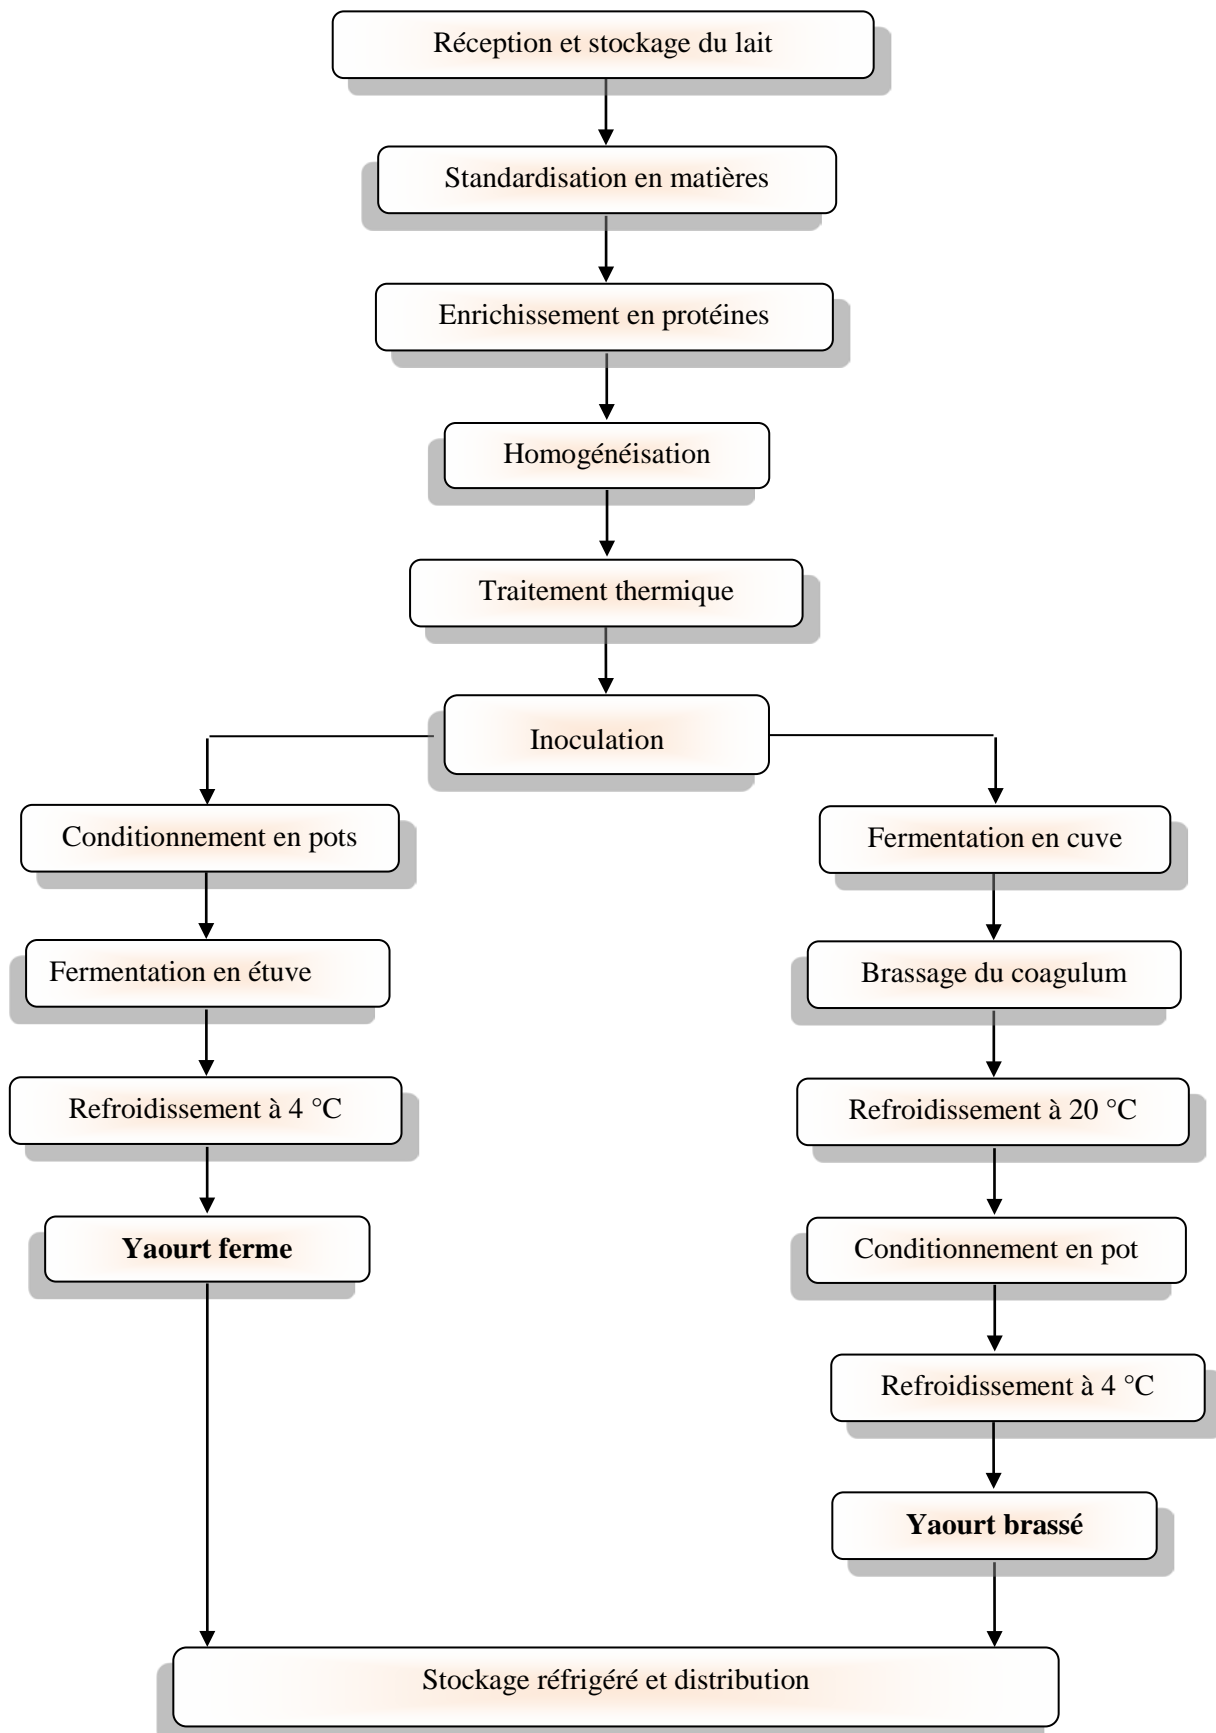 Réception et stockage du lait
Standardisation en matières
Enrichissement en protéines
Homogénéisation
Traitement thermique
Inoculation
Conditionnement en pots
Fermentation en étuve
Refroidissement à 4 °C
Yaourt ferme
Fermentation en cuve
Brassage du coagulum
Refroidissement à 20 °C
Conditionnement en pot
Refroidissement à 4 °C
Yaourt brassé
Stockage réfrigéré et distribution